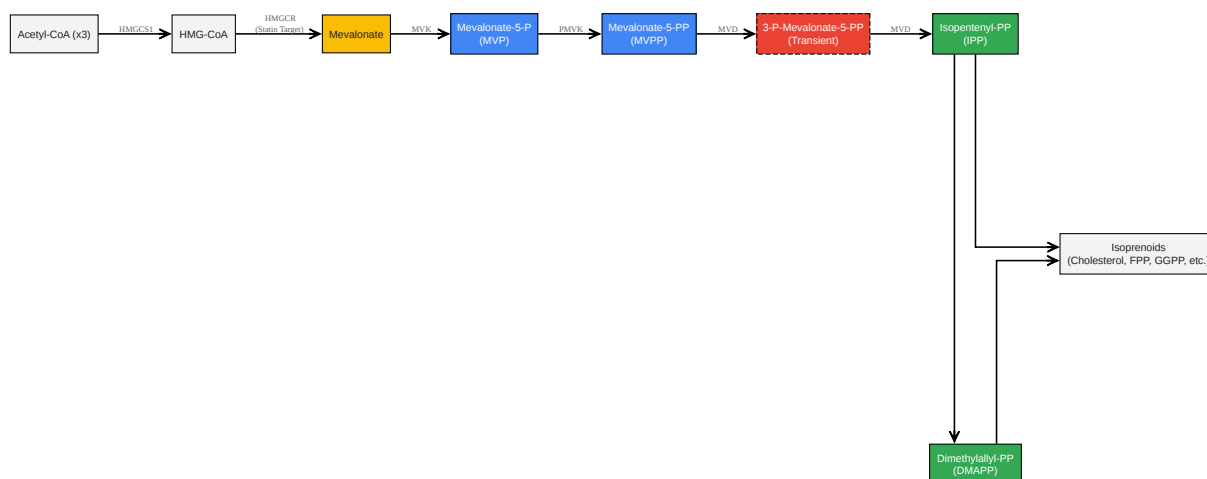 Acetyl-CoA (x3)
HMGCS1
HMG-CoA
HMGCR
(Statin Target)
Mevalonate
MVK
Mevalonate-5-P
(MVP)
PMVK
Mevalonate-5-PP
(MVPP)
MVD
3-P-Mevalonate-5-PP
(Transient)
MVD
Isopentenyl-PP
(IPP)
Isoprenoids
(Cholesterol, FPP, GGPP, etc.)
Dimethylallyl-PP
(DMAPP)